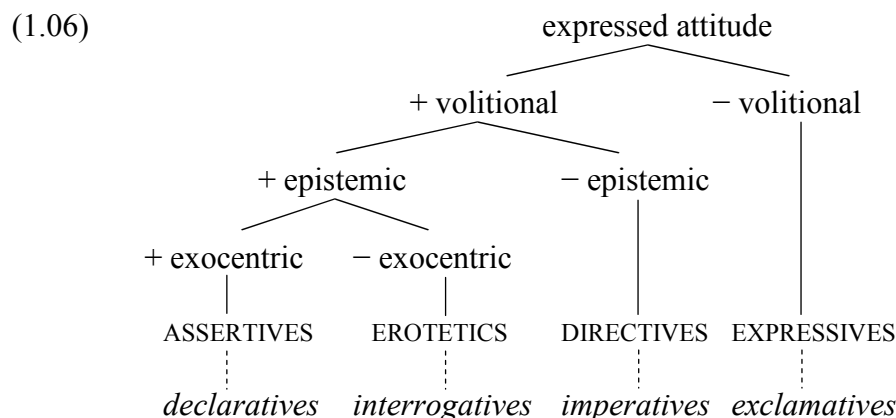 (1.06) expressed attitude
+ volitional − volitional
+ epistemic − epistemic
+ exocentric − exocentric
ASSERTIVES EROTETICS DIRECTIVES EXPRESSIVES
declaratives interrogatives imperatives exclamatives